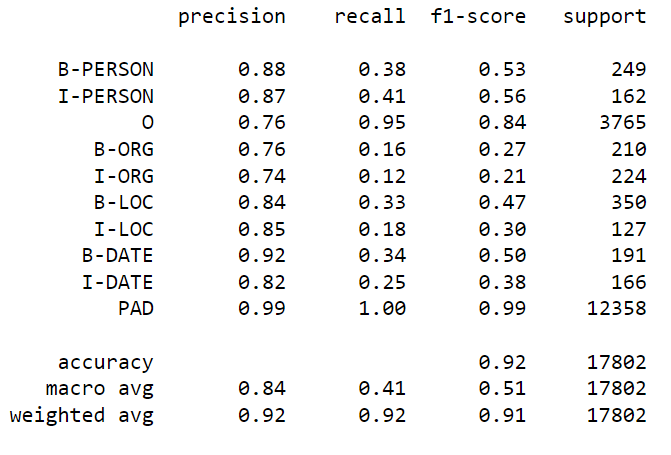 precision recall f1-score support
B-PERSON 0.88 0.38 0.53 249
I-PERSON 0.87 0.41 0.56 162
O 0.76 0.95 0.84 3765
B-ORG 0.76 0.16 0.27 210
I-ORG 0.74 0.12 0.21 224
B-LOC 0.84 0.33 0.47 350
I-LOC 0.85 0.18 0.30 127
B-DATE 0.92 0.34 0.50 191
I-DATE 0.82 0.25 0.38 166
PAD 0.99 1.00 0.99 12358
accuracy 0.92 17802
macro avg 0.84 0.41 0.51 17802
weighted avg 0.92 0.92 0.91 17802